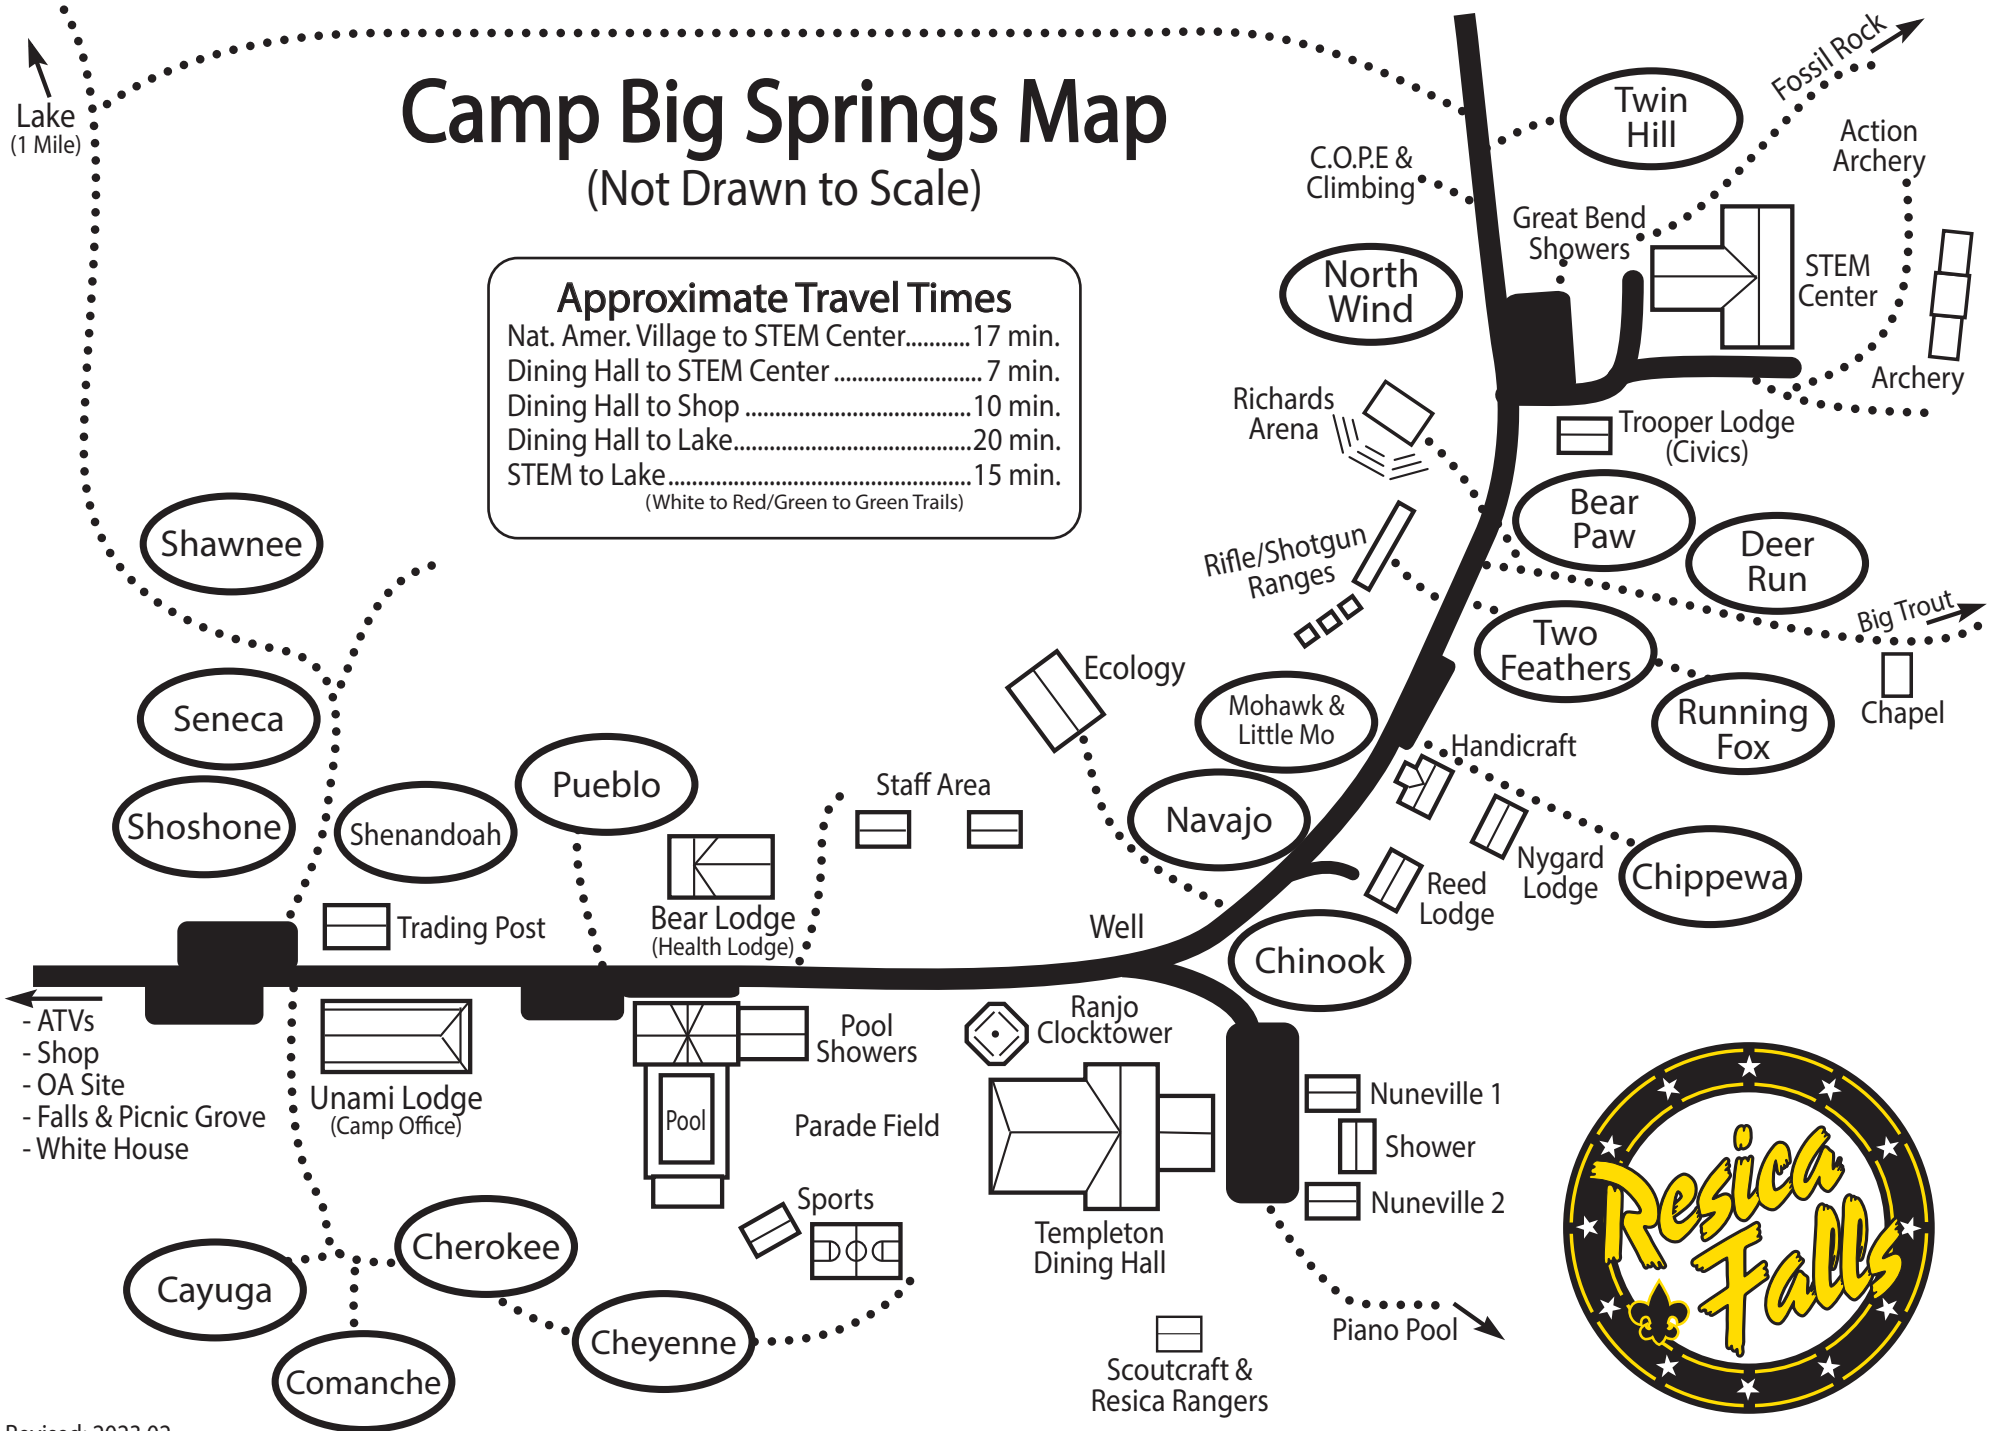 Camp Big Springs Map
(Not Drawn to Scale)
Lake
(1 Mile)
Approximate Travel Times
Nat. Amer. Village to STEM Center...........17 min.
Dining Hall to STEM Center.........................7 min.
Dining Hall to Shop......................................10 min.
Dining Hall to Lake........................................20 min.
STEM to Lake...................................................15 min.
(White to Red/Green to Green Trails)
Twin
Hill
Fossil Rock
Action
Archery
C.O.P.E &
Climbing
Great Bend
Showers
STEM
Center
North
Wind
Archery
Richards
Arena
Trooper Lodge
(Civics)
Bear
Paw
Deer
Run
Rifle/Shotgun
Ranges
Big Trout
Two
Feathers
Chapel
Running
Fox
Shawnee
Seneca
Shoshone
Shenandoah
Pueblo
Ecology
Mohawk &
Little Mo
Handicraft
Navajo
Staff Area
Nygard
Lodge
Chippewa
Reed
Lodge
Trading Post
Bear Lodge
(Health Lodge)
Well
Chinook
- ATVs
- Shop
- OA Site
- Falls & Picnic Grove
- White House
Unami Lodge
(Camp Office)
Pool
Showers
Ranjo
Clocktower
Pool
Parade Field
Nuneville 1
Shower
Nuneville 2
Sports
Templeton
Dining Hall
Cherokee
Cayuga
Comanche
Cheyenne
Piano Pool
Scoutcraft &
Resica Rangers
Resica
Falls